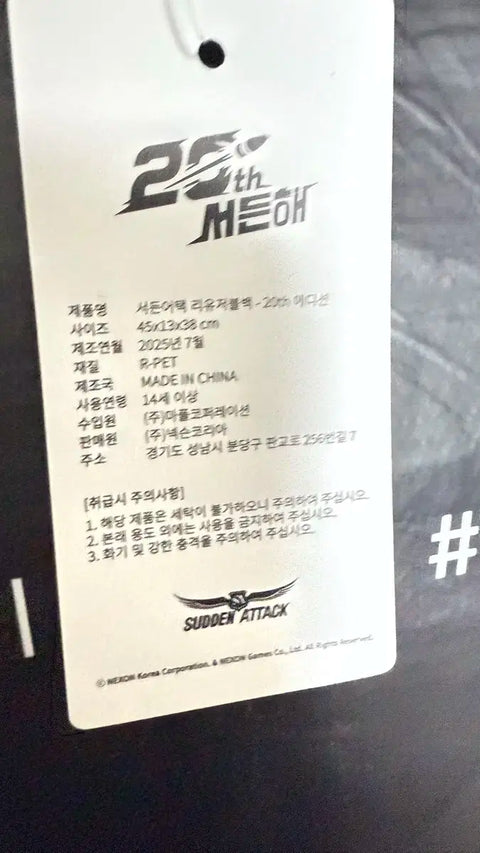 20th
서든해
제품명 서든어택 리유저블백 - 20th 에디션
사이즈 45x13x38 cm
제조연월 2025년 7월
재질 R-PET
제조국 MADE IN CHINA
사용연령 14세 이상
수입원 (주)마플코퍼레이션
판매원 (주)넥슨코리아
주소 경기도 성남시 분당구 판교로 256번길 7
[취급시 주의사항]
1. 해당 제품은 세탁이 불가하오니 주의하여 주십시오.
2. 본래 용도 외에는 사용을 금지하여 주십시오.
3. 화기 및 강한 충격을 주의하여 주십시오.
SUDDEN ATTACK
ⓒ NEXON Korea Corporation. & NEXON Games Co., Ltd. All Rights Reserved.
#